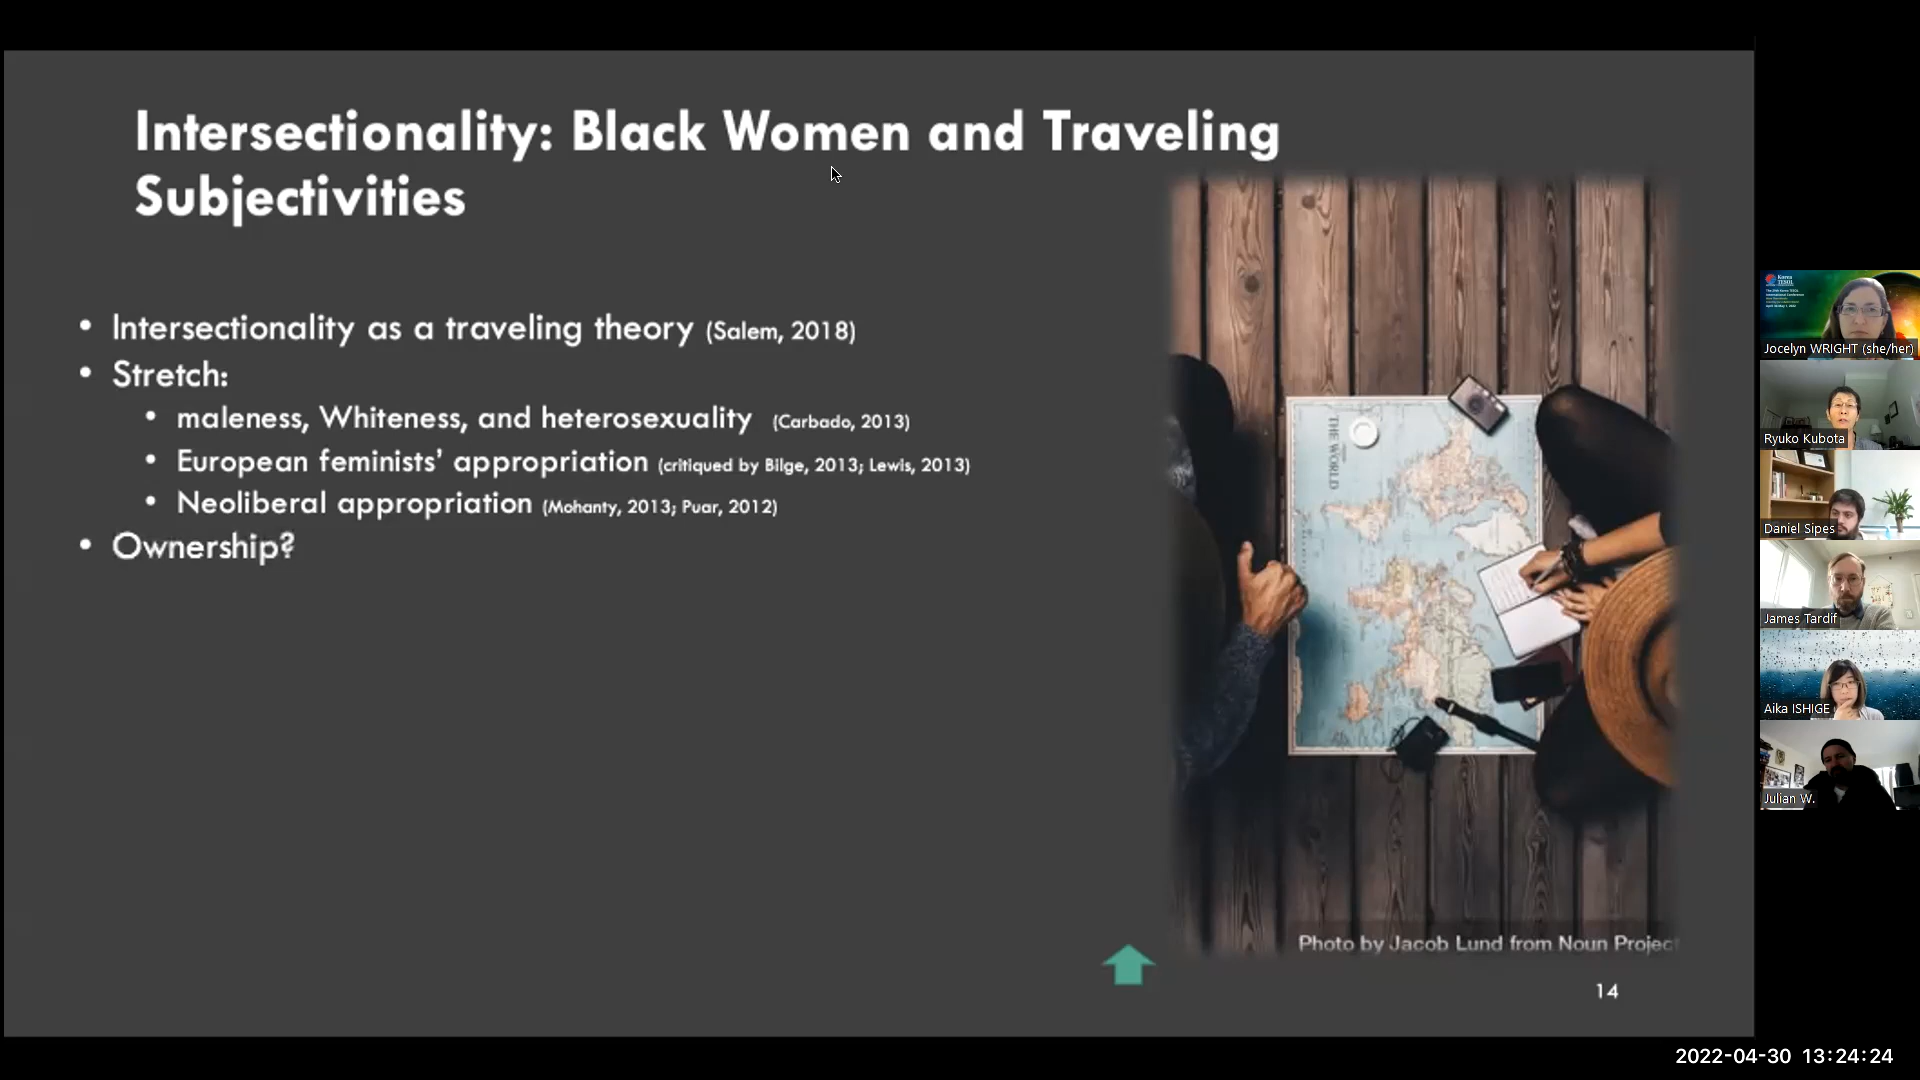 Intersectionality: Black Women and Traveling
Subjectivities
• Intersectionality as a traveling theory (Salem, 2018)
• Stretch:
• maleness, Whiteness, and heterosexuality (Carbado, 2013)
• European feminists' appropriation (critiqued by Bilge, 2013; Lewis, 2013)
• Neoliberal appropriation (Mohanty, 2013; Puar, 2012)
• Ownership?
THE WORLD
Photo by Jacob Lund from Noun Project
14
Korea
TESOL
Jocelyn WRIGHT (she/her)
Ryuko Kubota
Daniel Sipes
James Tardif
Aika ISHIGE
Julian W.
2022-04-30 13:24:24